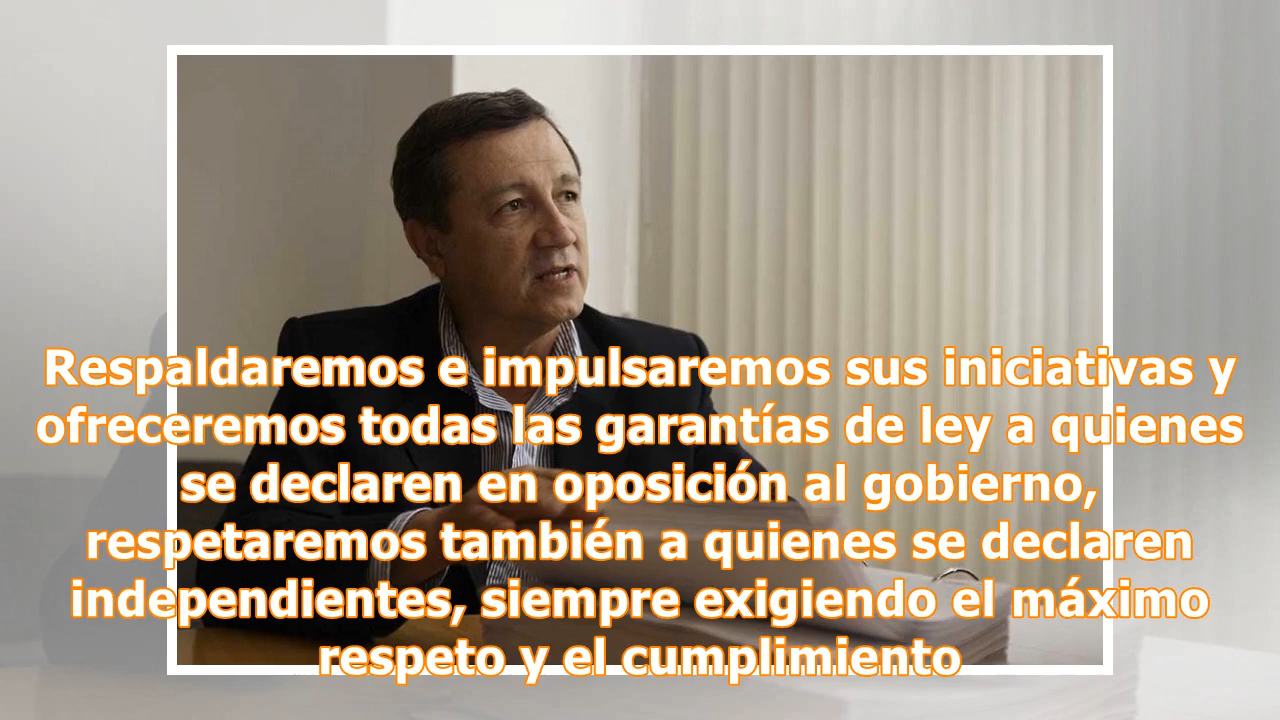 Respaldaremos e impulsaremos sus iniciativas y
ofreceremos todas las garantías de ley a quienes
se declaren en oposición al gobierno,
respetaremos también a quienes se declaren
independientes, siempre exigiendo el máximo
respeto y el cumplimiento